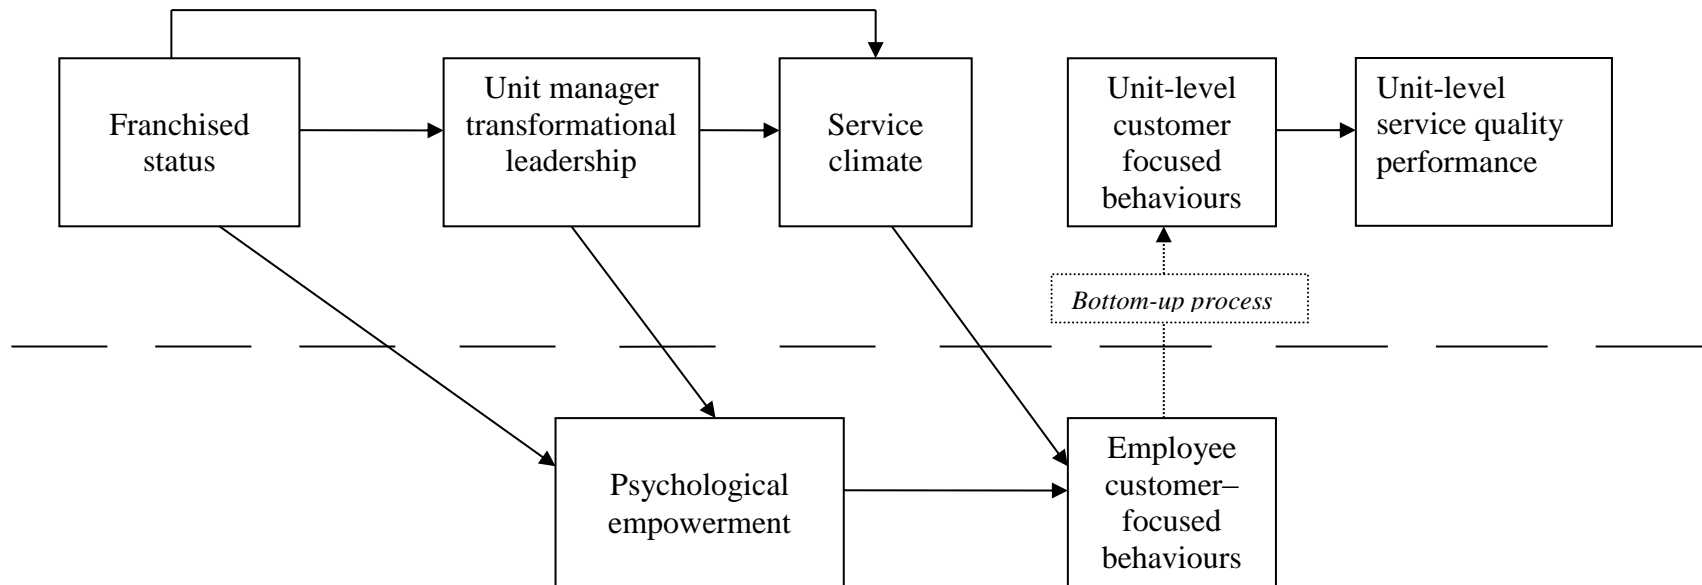 Franchised
status
Unit manager
transformational
leadership
Service
climate
Unit-level
customer
focused
behaviours
Unit-level
service quality
performance
Bottom-up process
Psychological
empowerment
Employee
customer–
focused
behaviours